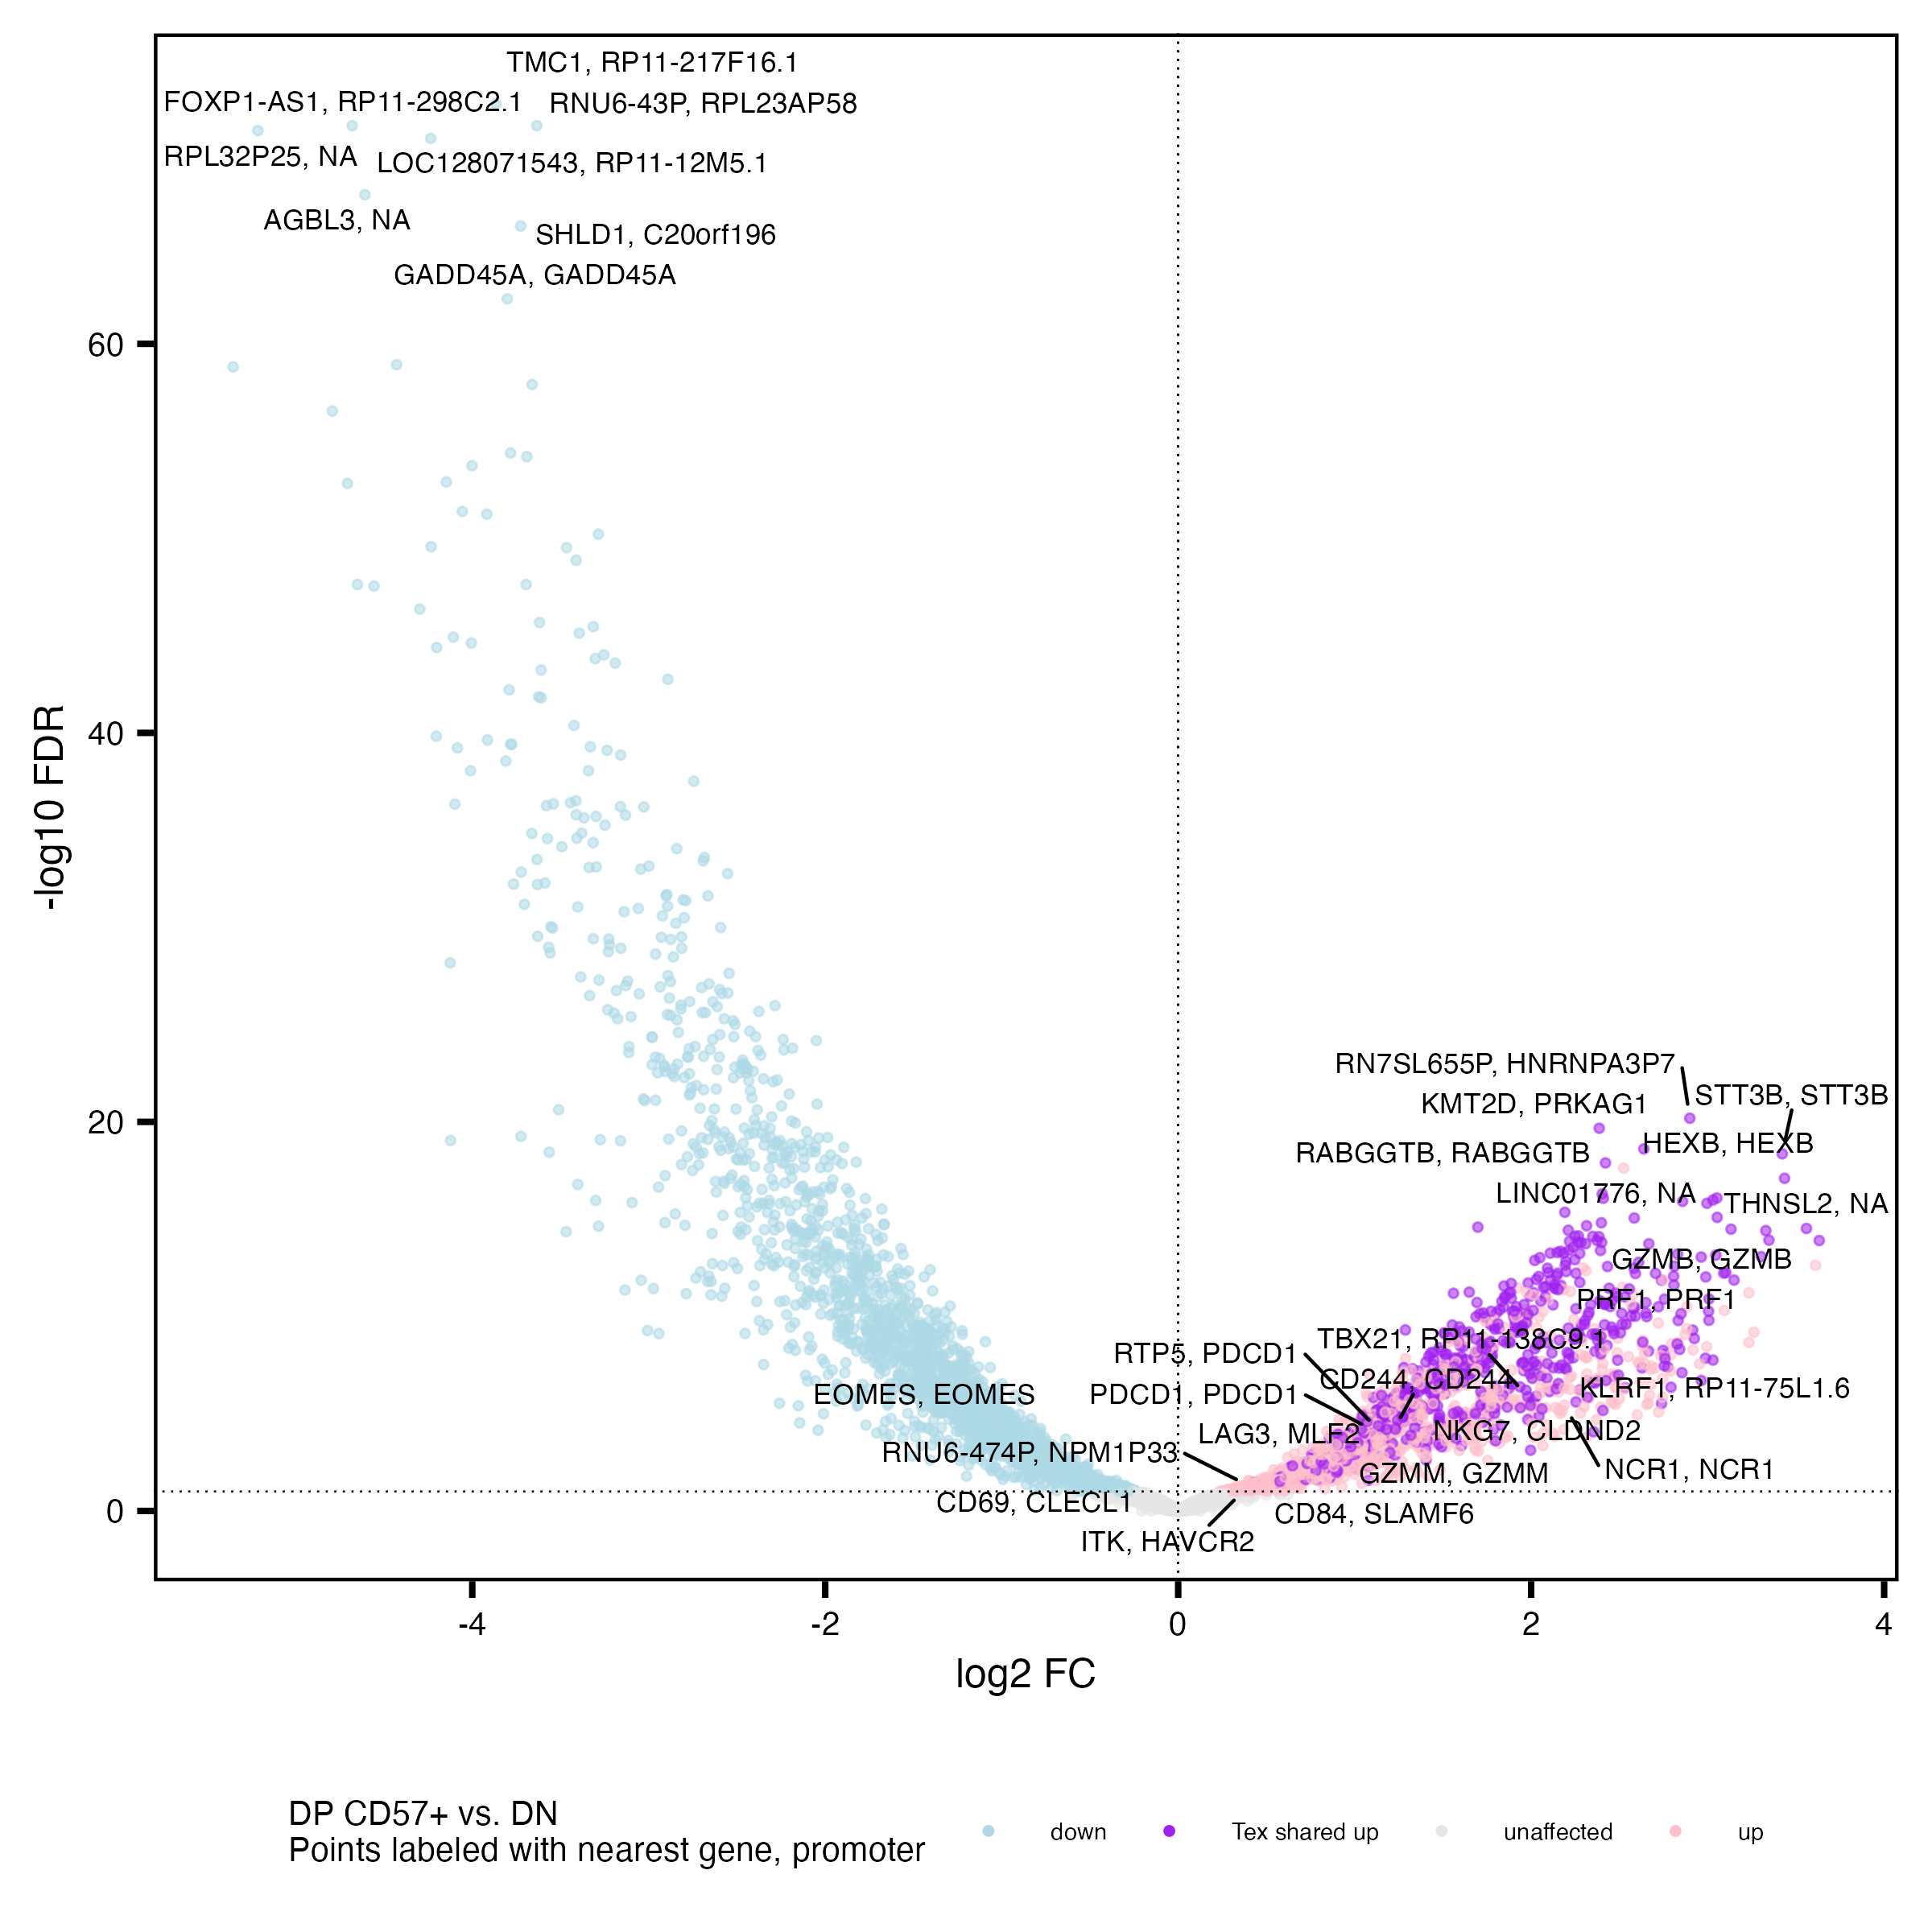 TMC1, RP11-217F16.1
FOXP1-AS1, RP11-298C2.1
RNU6-43P, RPL23AP58
RPL32P25, NA
LOC128071543, RP11-12M5.1
AGBL3, NA
SHLD1, C20orf196
GADD45A, GADD45A
60
40
20
0
-log10 FDR
RN7SL655P, HNRNPA3P7
STT3B, STT3B
KMT2D, PRKAG1
HEXB, HEXB
RABGGTB, RABGGTB
LINC01776, NA
THNSL2, NA
GZMB, GZMB
PRF1, PRF1
TBX21, RP11-138C9.1
RTP5, PDCD1
CD244, CD244
KLRF1, RP11-75L1.6
PDCD1, PDCD1
EOMES, EOMES
LAG3, MLF2
NKG7, CLDND2
RNU6-474P, NPM1P33
GZMM, GZMM
NCR1, NCR1
CD69, CLECL1
CD84, SLAMF6
ITK, HAVCR2
-4
-2
0
2
4
log2 FC
DP CD57+ vs. DN
Points labeled with nearest gene, promoter
down
Tex shared up
unaffected
up